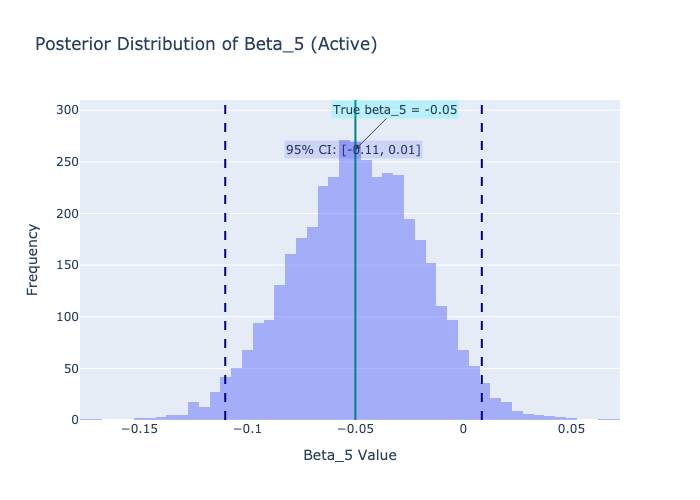 Posterior Distribution of Beta_5 (Active)
True beta_5 = -0.05
95% CI: [-0.11, 0.01]
Frequency
300
250
200
150
100
50
0
−0.15
−0.1
−0.05
0
0.05
Beta_5 Value